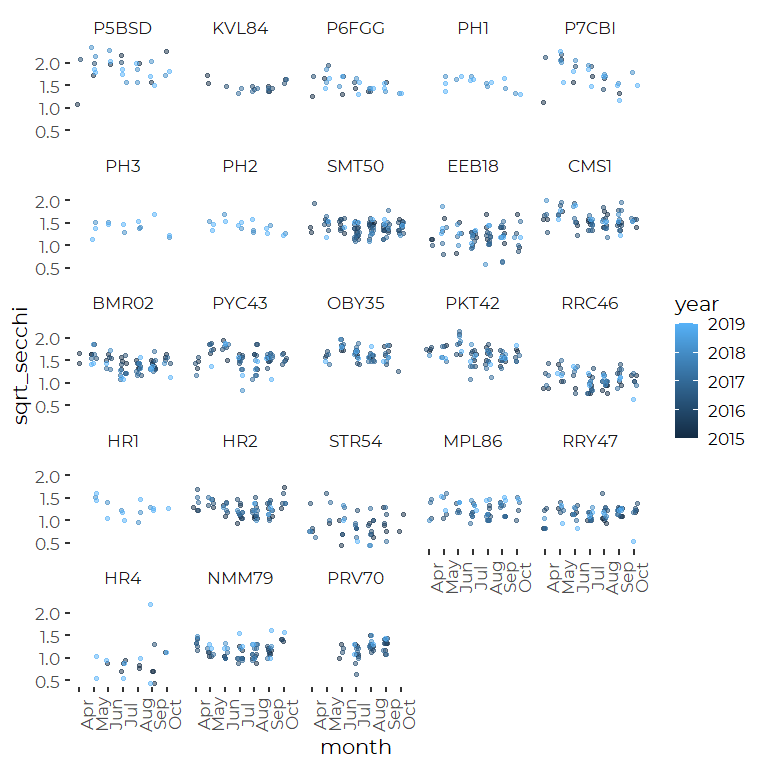 P5BSD KVL84 P6FGG PH1 P7CBI
2.0
1.5
1.0
0.5
PH3 PH2 SMT50 EEB18 CMS1
2.0
1.5
1.0
0.5
BMR02 PYC43 OBY35 PKT42 RRC46
2.0
1.5
1.0
0.5
HR1 HR2 STR54 MPL86 RRY47
2.0
1.5
1.0
0.5
Apr May Jun Jul Aug Sep Oct Apr May Jun Jul Aug Sep Oct
HR4 NMM79 PRV70
2.0
1.5
1.0
0.5
Apr May Jun Jul Aug Sep Oct Apr May Jun Jul Aug Sep Oct Apr May Jun Jul Aug Sep Oct
month
sqrt_secchi
year
2019
2018
2017
2016
2015